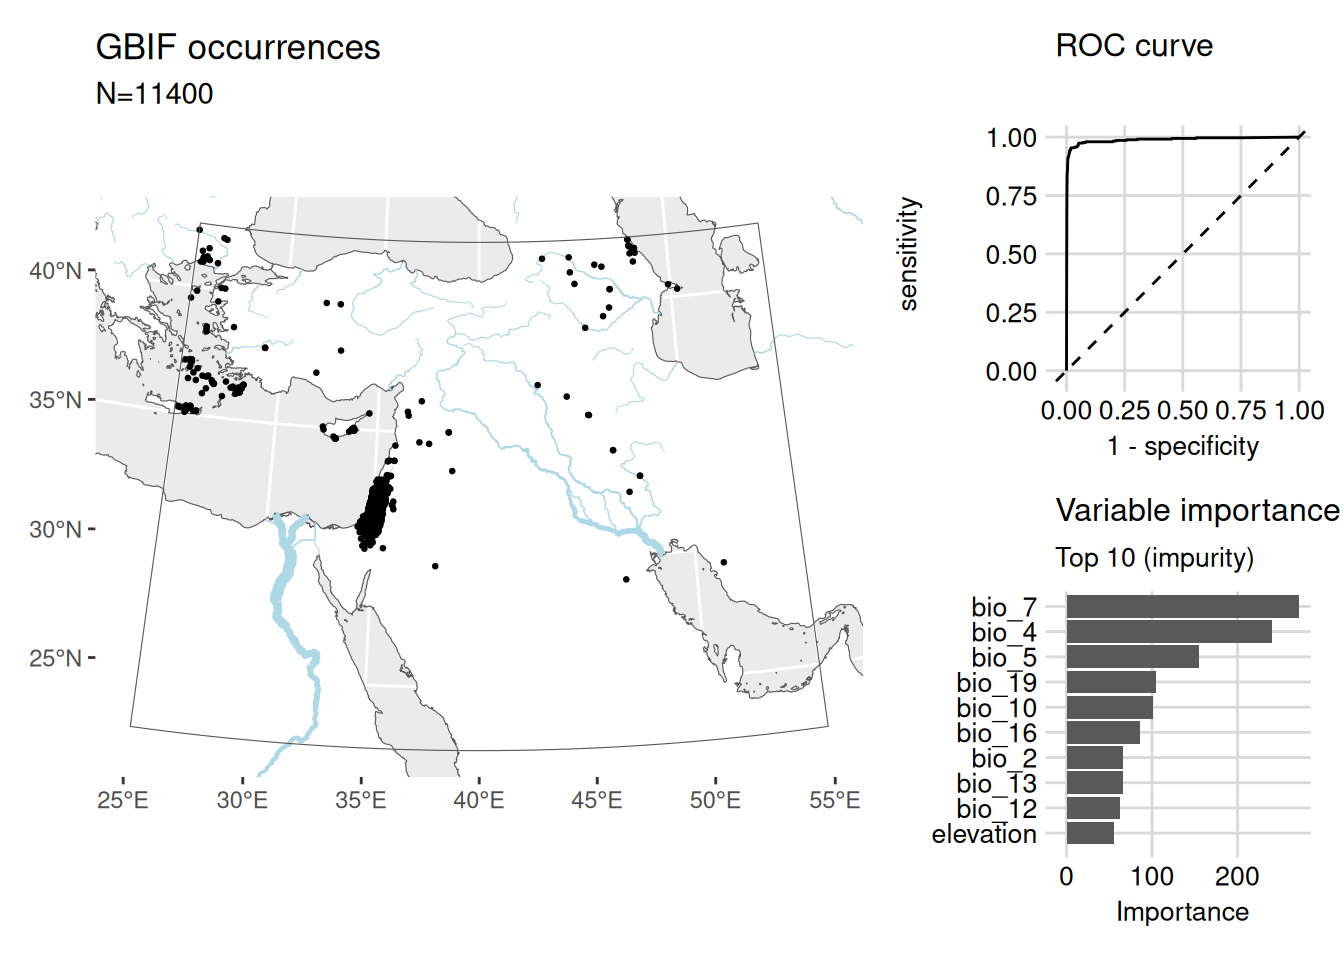 GBIF occurrences
N=11400
40°N
35°N
30°N
25°N
25°E 30°E 35°E 40°E 45°E 50°E 55°E
ROC curve
sensitivity
1.00
0.75
0.50
0.25
0.00
0.00 0.25 0.50 0.75 1.00
1 - specificity
Variable importance
Top 10 (impurity)
bio_7
bio_4
bio_5
bio_19
bio_10
bio_16
bio_2
bio_13
bio_12
elevation
0 100 200
Importance